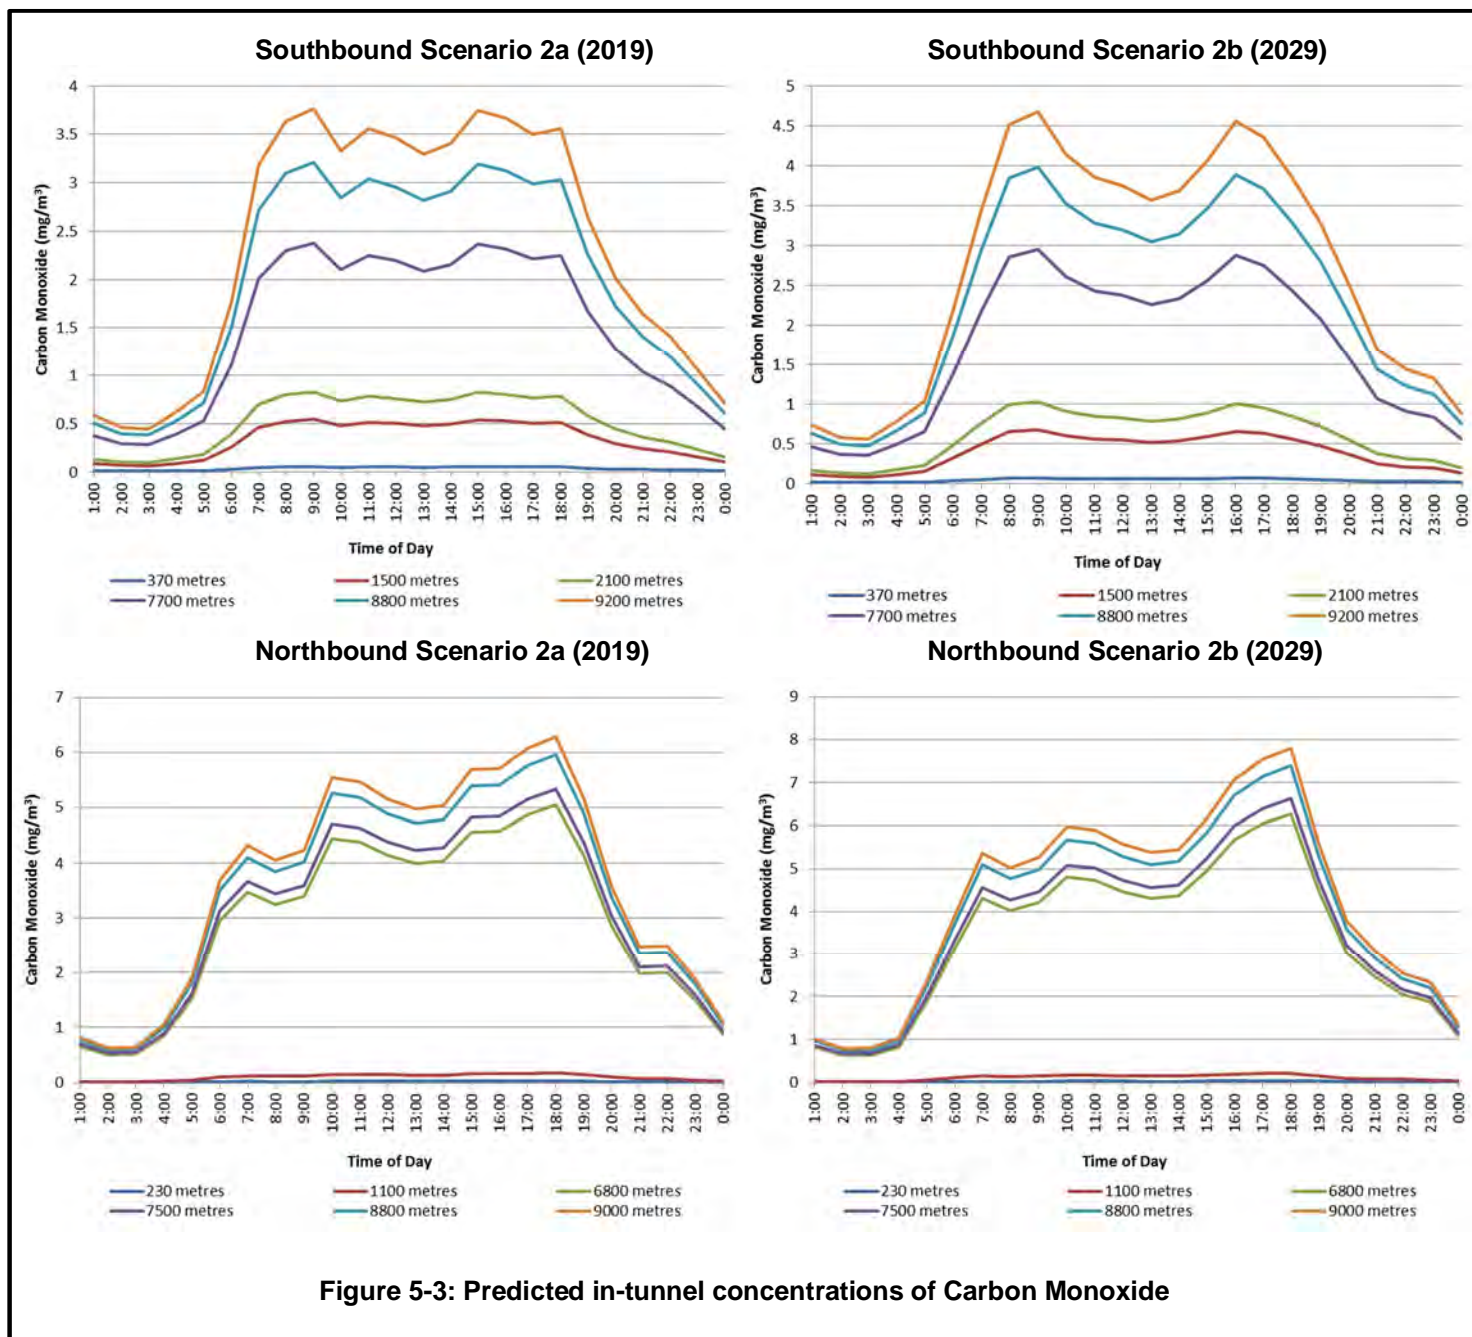 Southbound Scenario 2a (2019)
Carbon Monoxide (mg/m³)
4
3.5
3
2.5
2
1.5
1
0.5
0
1:00 2:00 3:00 4:00 5:00 6:00 7:00 8:00 9:00 10:00 11:00 12:00 13:00 14:00 15:00 16:00 17:00 18:00 19:00 20:00 21:00 22:00 23:00 0:00
Time of Day
370 metres 1500 metres 2100 metres
7700 metres 8800 metres 9200 metres
Southbound Scenario 2b (2029)
Carbon Monoxide (mg/m³)
5
4.5
4
3.5
3
2.5
2
1.5
1
0.5
0
1:00 2:00 3:00 4:00 5:00 6:00 7:00 8:00 9:00 10:00 11:00 12:00 13:00 14:00 15:00 16:00 17:00 18:00 19:00 20:00 21:00 22:00 23:00 0:00
Time of Day
370 metres 1500 metres 2100 metres
7700 metres 8800 metres 9200 metres
Northbound Scenario 2a (2019)
Carbon Monoxide (mg/m³)
7
6
5
4
3
2
1
0
1:00 2:00 3:00 4:00 5:00 6:00 7:00 8:00 9:00 10:00 11:00 12:00 13:00 14:00 15:00 16:00 17:00 18:00 19:00 20:00 21:00 22:00 23:00 0:00
Time of Day
230 metres 1100 metres 6800 metres
7500 metres 8800 metres 9000 metres
Northbound Scenario 2b (2029)
Carbon Monoxide (mg/m³)
9
8
7
6
5
4
3
2
1
0
1:00 2:00 3:00 4:00 5:00 6:00 7:00 8:00 9:00 10:00 11:00 12:00 13:00 14:00 15:00 16:00 17:00 18:00 19:00 20:00 21:00 22:00 23:00 0:00
Time of Day
230 metres 1100 metres 6800 metres
7500 metres 8800 metres 9000 metres
Figure 5-3: Predicted in-tunnel concentrations of Carbon Monoxide